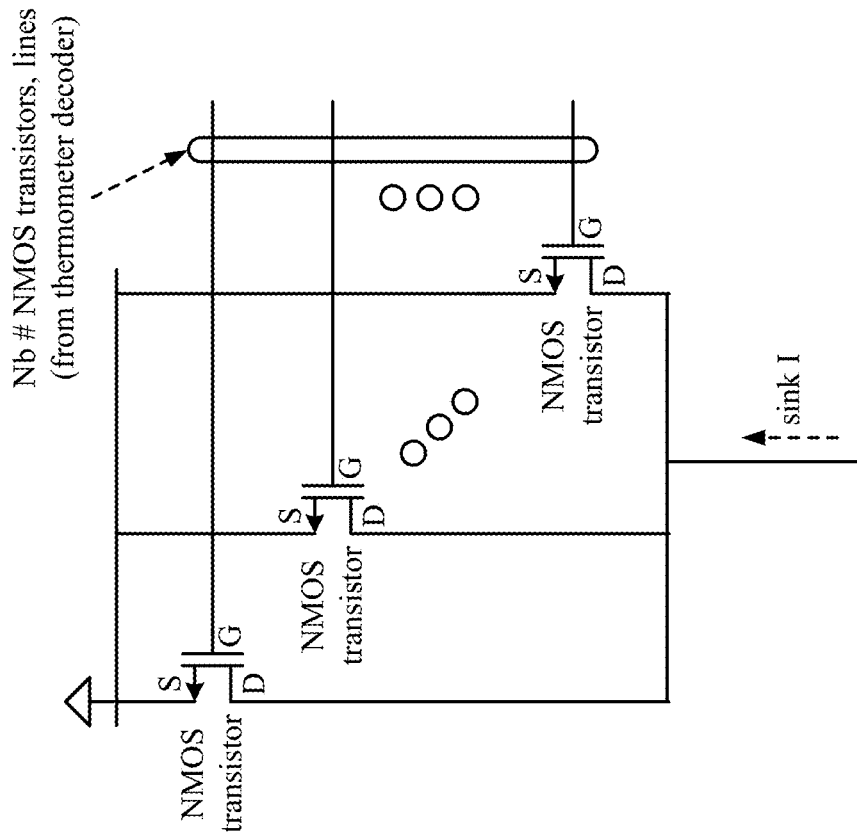 Nb # NMOS transistors, lines
(from thermometer decoder)
S
G
D
NMOS
transistor
S
G
D
NMOS
transistor
S
G
D
NMOS
transistor
sink I